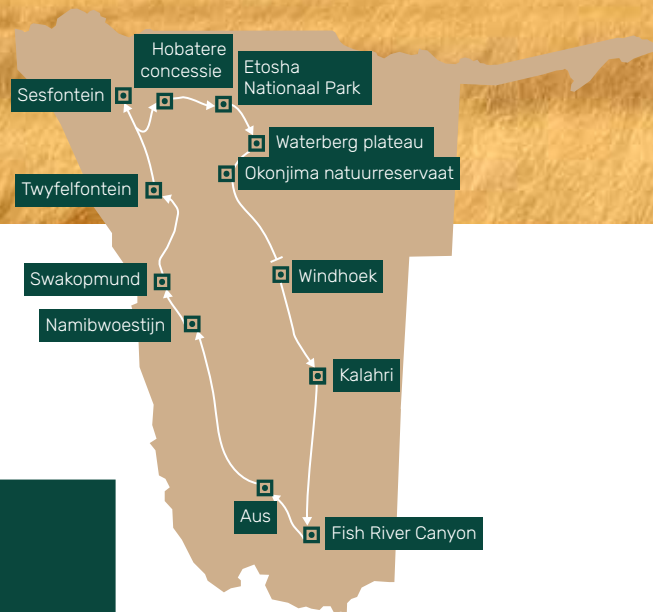 Hobatere
concessie
Etosha
Nationaal Park
Sesfontein
Waterberg plateau
Okonjima natuurreservaat
Twyfelfontein
Swakopmund
Windhoek
Namibwoestijn
Kalahri
Aus
Fish River Canyon